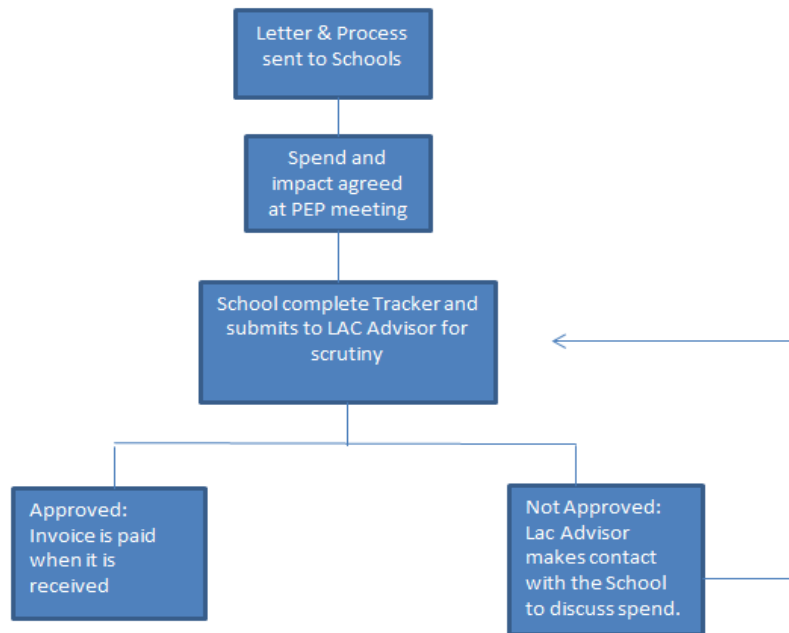 Letter & Process
sent to Schools
Spend and
impact agreed
at PEP meeting
School complete Tracker and
submits to LAC Advisor for
scrutiny
Approved:
Invoice is paid
when it is
received
Not Approved:
Lac Advisor
makes contact
with the School
to discuss spend.